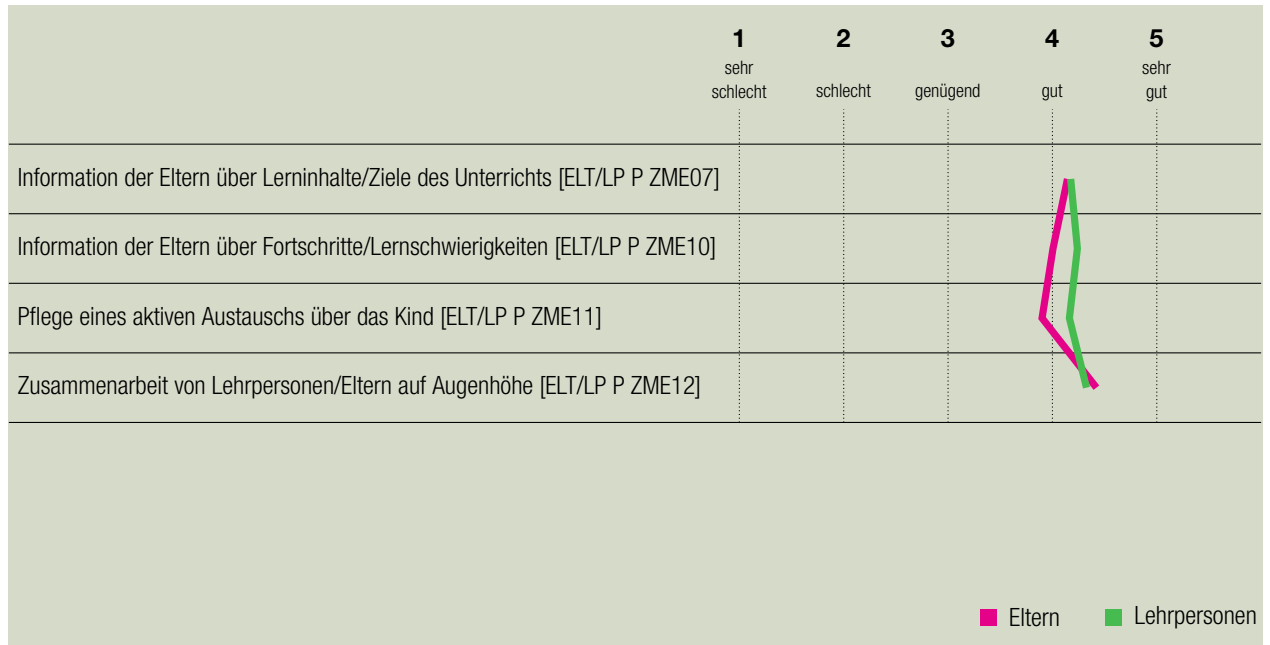 1 2 3 4 5
sehr schlecht schlecht genügend gut sehr gut
Information der Eltern über Lerninhalte/Ziele des Unterrichts [ELT/LP P ZME07]
Information der Eltern über Fortschritte/Lernschwierigkeiten [ELT/LP P ZME10]
Pflege eines aktiven Austauschs über das Kind [ELT/LP P ZME11]
Zusammenarbeit von Lehrpersonen/Eltern auf Augenhöhe [ELT/LP P ZME12]
Eltern Lehrpersonen